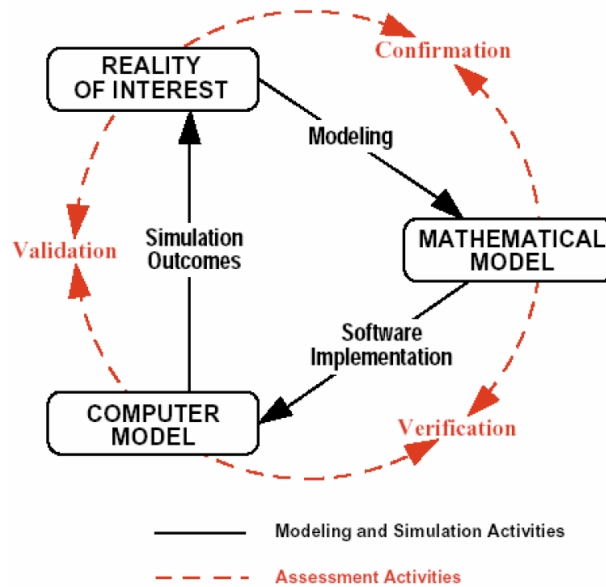 Confirmation
REALITY
OF INTEREST
Modeling
Validation
Simulation
Outcomes
MATHEMATICAL
MODEL
Software
Implementation
COMPUTER
MODEL
Verification
Modeling and Simulation Activities
Assessment Activities